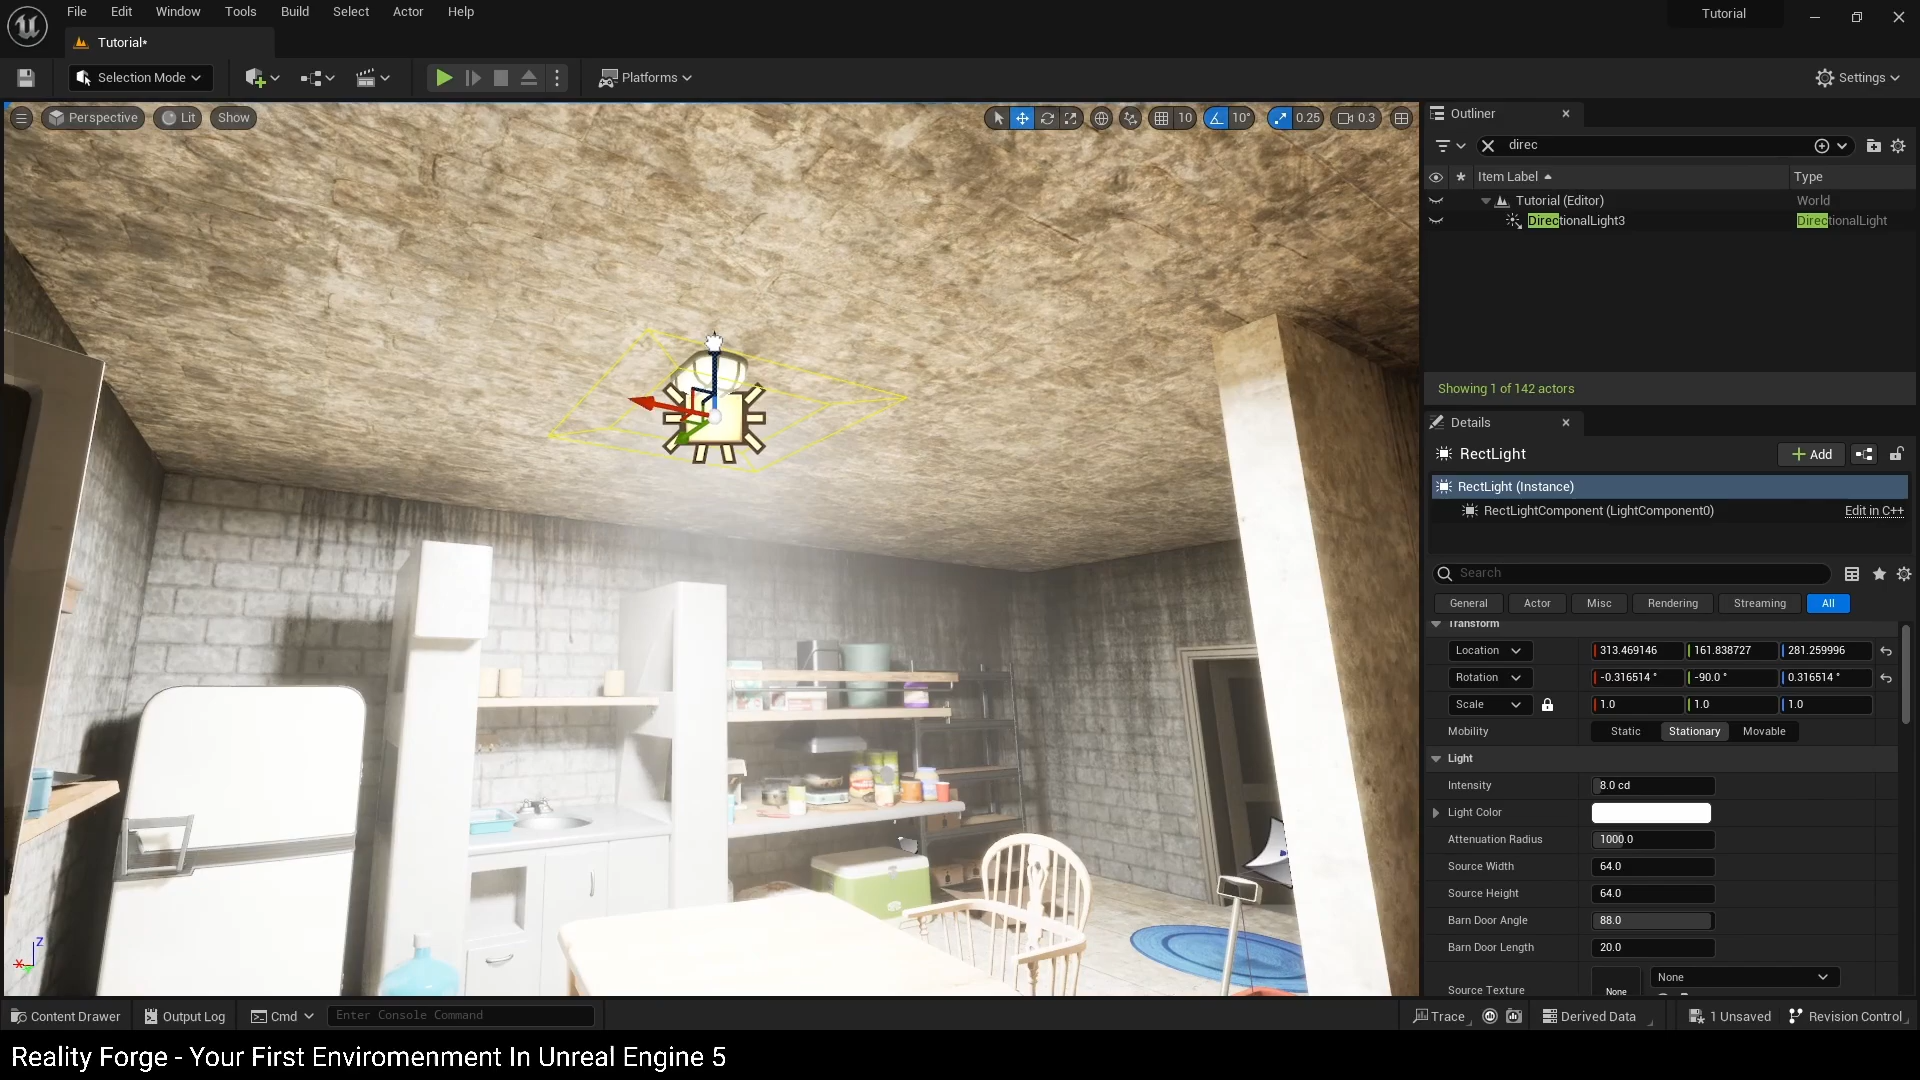 File Edit Window Tools Build Select Actor Help
Tutorial
Tutorial*
Selection Mode
Platforms
Settings
Perspective Lit Show
10 10° 0.25 0.3
Outliner
direc
Item Label Type
Tutorial (Editor) World
DirectionalLight3 DirectionalLight
Showing 1 of 142 actors
Details
RectLight
Add
RectLight (Instance)
RectLightComponent (LightComponent0) Edit in C++
Search
General Actor Misc Rendering Streaming All
Transform
Location 313.469146 161.838727 281.259996
Rotation -0.316514 ° -90.0 ° 0.316514 °
Scale 1.0 1.0 1.0
Mobility Static Stationary Movable
Light
Intensity 8.0 cd
Light Color
Attenuation Radius 1000.0
Source Width 64.0
Source Height 64.0
Barn Door Angle 88.0
Barn Door Length 20.0
None
Source Texture None
Z
X
Content Drawer Output Log Cmd Enter Console Command Trace Derived Data 1 Unsaved Revision Control
Reality Forge - Your First Enviromenment In Unreal Engine 5